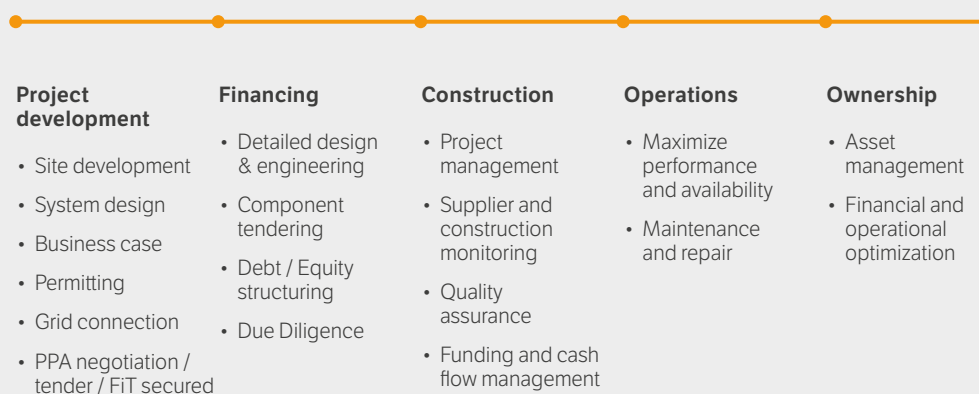 Project
development
• Site development
• System design
• Business case
• Permitting
• Grid connection
• PPA negotiation /
tender / FiT secured
Financing
• Detailed design
& engineering
• Component
tendering
• Debt / Equity
structuring
• Due Diligence
Construction
• Project
management
• Supplier and
construction
monitoring
• Quality
assurance
• Funding and cash
flow management
Operations
• Maximize
performance
and availability
• Maintenance
and repair
Ownership
• Asset
management
• Financial and
operational
optimization